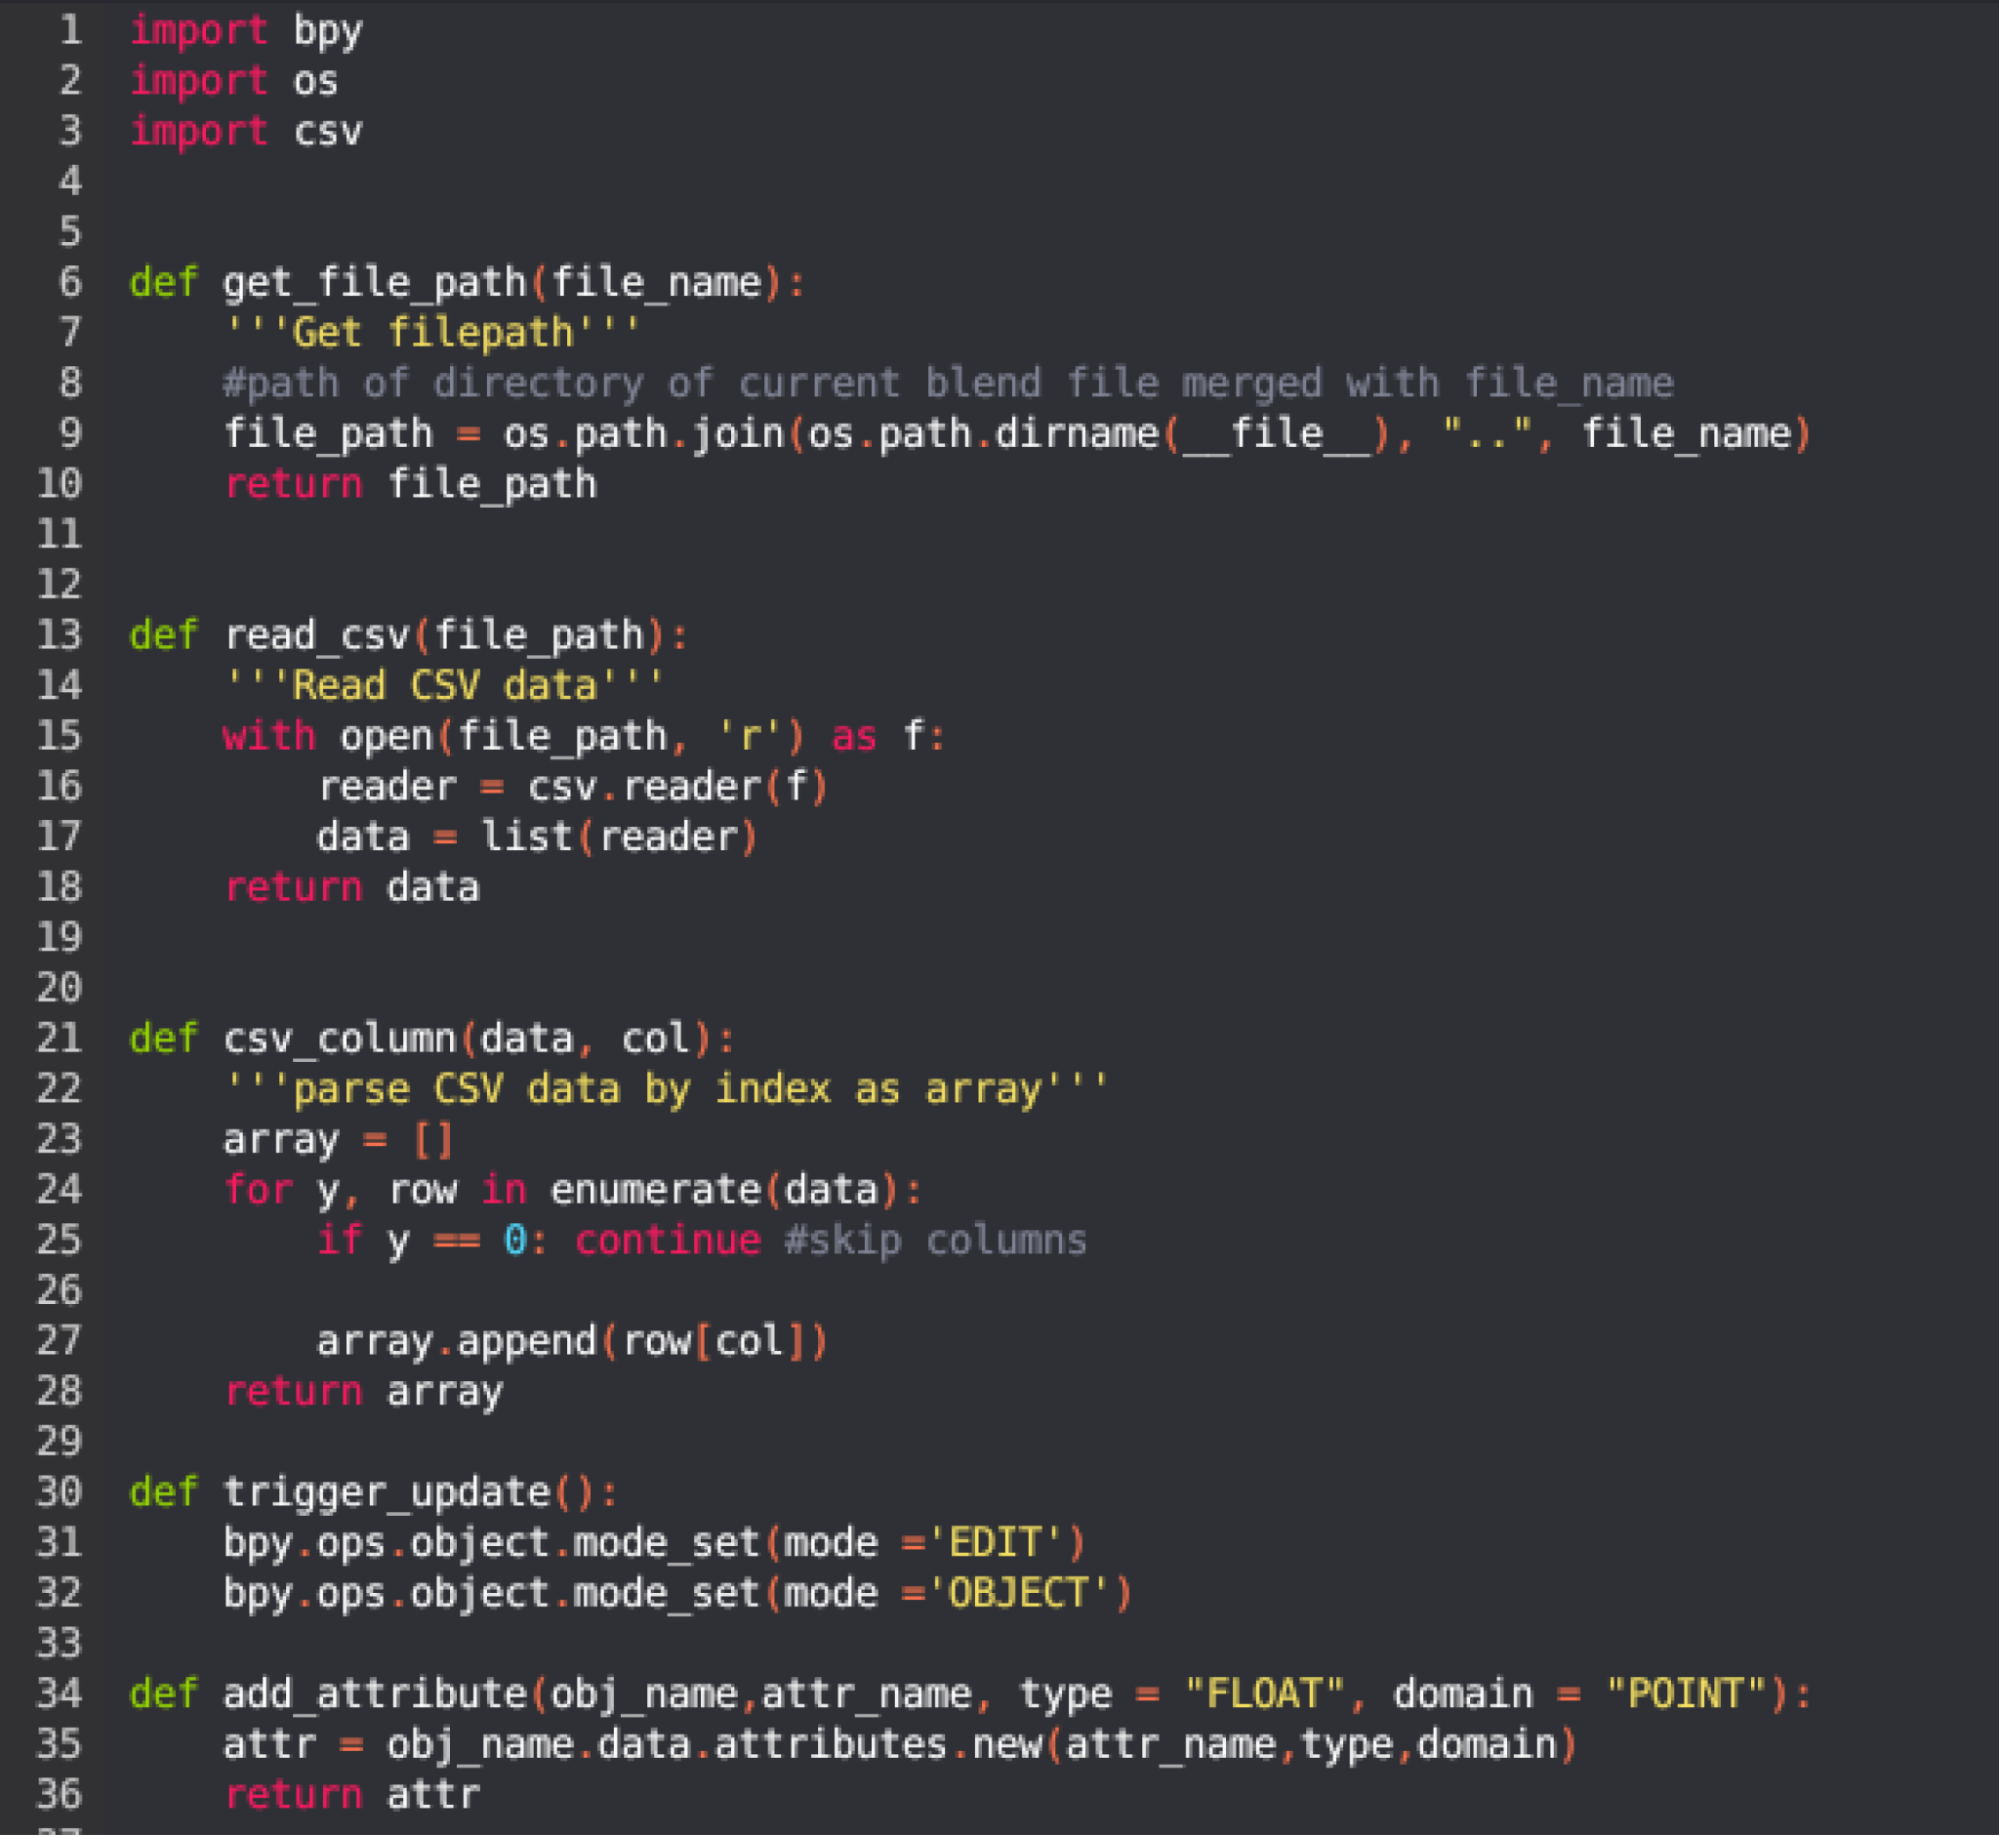 1 import bpy
2 import os
3 import csv
4
5
6 def get_file_path(file_name):
7     '''Get filepath'''
8     #path of directory of current blend file merged with file_name
9     file_path = os.path.join(os.path.dirname(__file__), "..", file_name)
10     return file_path
11
12
13 def read_csv(file_path):
14     '''Read CSV data'''
15     with open(file_path, 'r') as f:
16         reader = csv.reader(f)
17         data = list(reader)
18     return data
19
20
21 def csv_column(data, col):
22     '''parse CSV data by index as array'''
23     array = []
24     for y, row in enumerate(data):
25         if y == 0: continue #skip columns
26
27         array.append(row[col])
28     return array
29
30 def trigger_update():
31     bpy.ops.object.mode_set(mode ='EDIT')
32     bpy.ops.object.mode_set(mode ='OBJECT')
33
34 def add_attribute(obj_name,attr_name, type = "FLOAT", domain = "POINT"):
35     attr = obj_name.data.attributes.new(attr_name,type,domain)
36     return attr